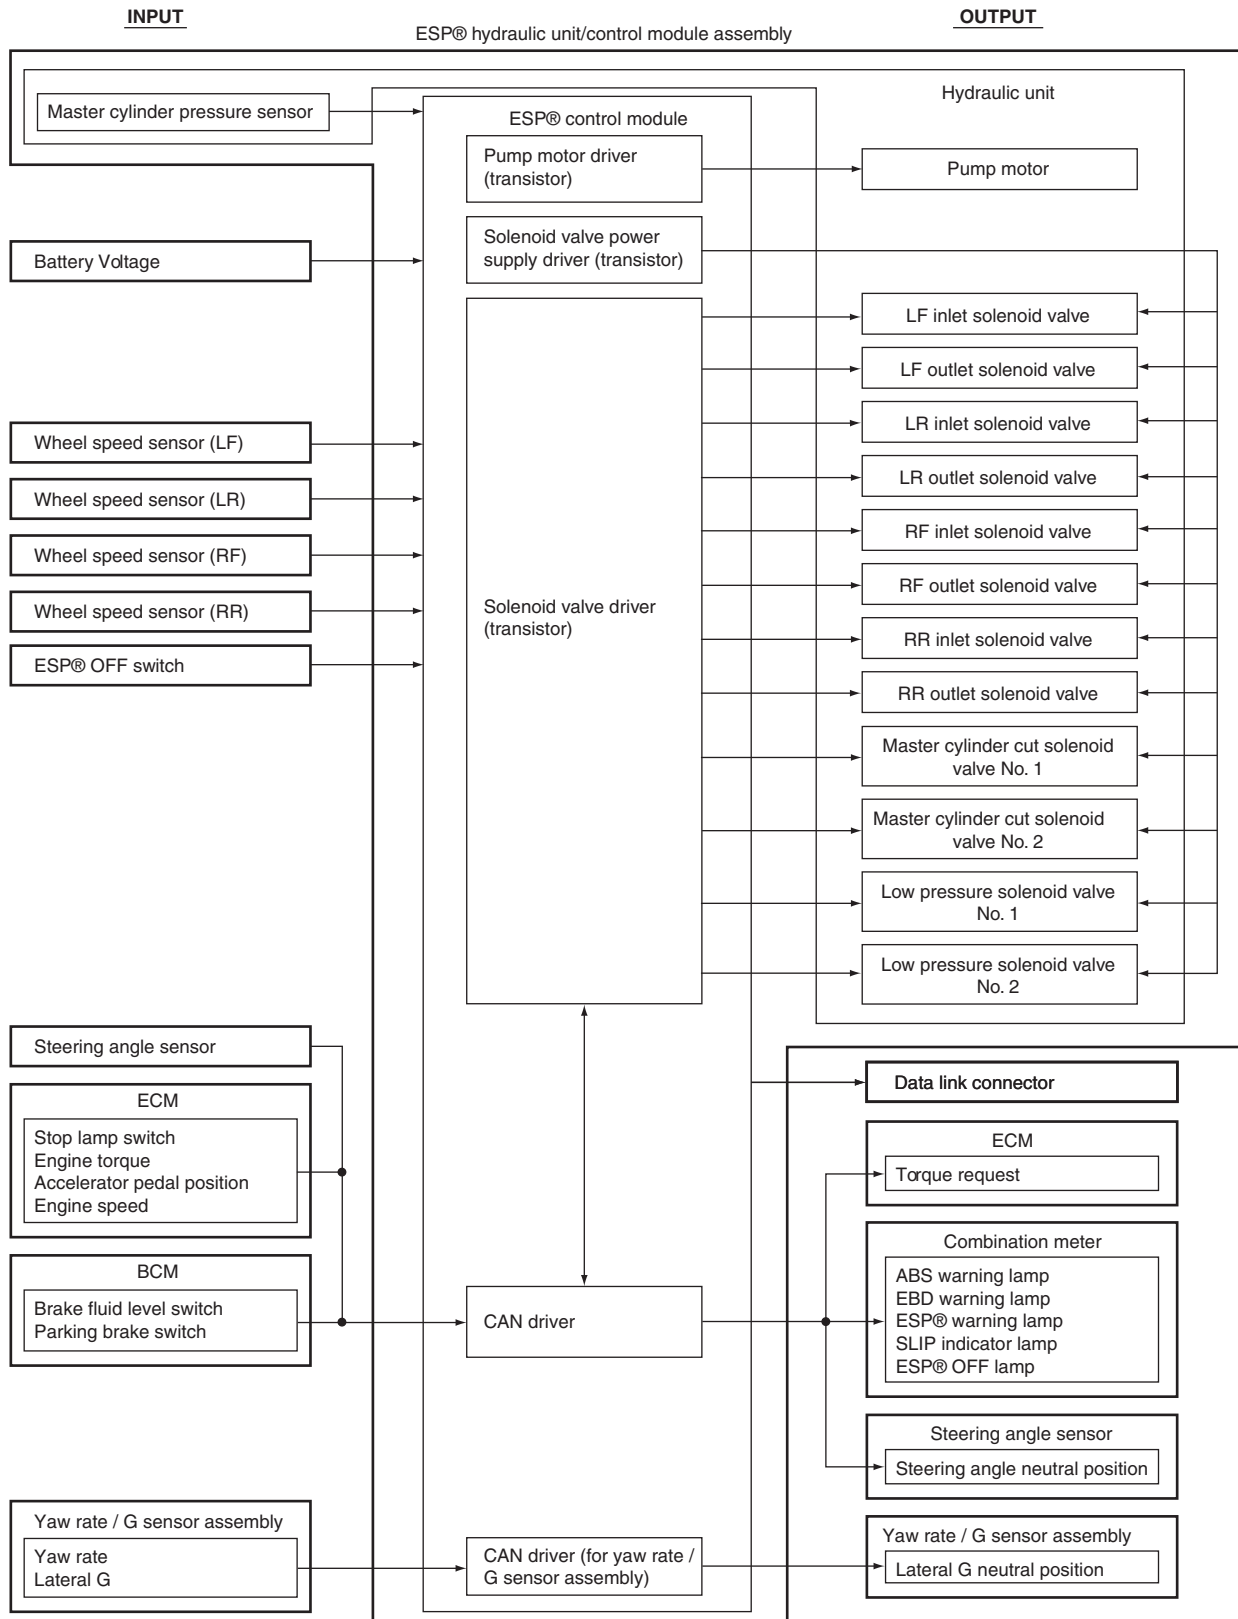 INPUT
OUTPUT
ESP® hydraulic unit/control module assembly
Master cylinder pressure sensor
Hydraulic unit
ESP® control module
Pump motor driver
(transistor)
Pump motor
Solenoid valve power
supply driver (transistor)
Battery Voltage
LF inlet solenoid valve
LF outlet solenoid valve
LR inlet solenoid valve
LR outlet solenoid valve
RF inlet solenoid valve
RF outlet solenoid valve
RR inlet solenoid valve
RR outlet solenoid valve
Master cylinder cut solenoid
valve No. 1
Master cylinder cut solenoid
valve No. 2
Low pressure solenoid valve
No. 1
Low pressure solenoid valve
No. 2
Wheel speed sensor (LF)
Wheel speed sensor (LR)
Wheel speed sensor (RF)
Wheel speed sensor (RR)
ESP® OFF switch
Solenoid valve driver
(transistor)
Steering angle sensor
ECM
Stop lamp switch
Engine torque
Accelerator pedal position
Engine speed
BCM
Brake fluid level switch
Parking brake switch
CAN driver
Data link connector
ECM
Torque request
Combination meter
ABS warning lamp
EBD warning lamp
ESP® warning lamp
SLIP indicator lamp
ESP® OFF lamp
Steering angle sensor
Steering angle neutral position
Yaw rate / G sensor assembly
Yaw rate
Lateral G
CAN driver (for yaw rate /
G sensor assembly)
Yaw rate / G sensor assembly
Lateral G neutral position